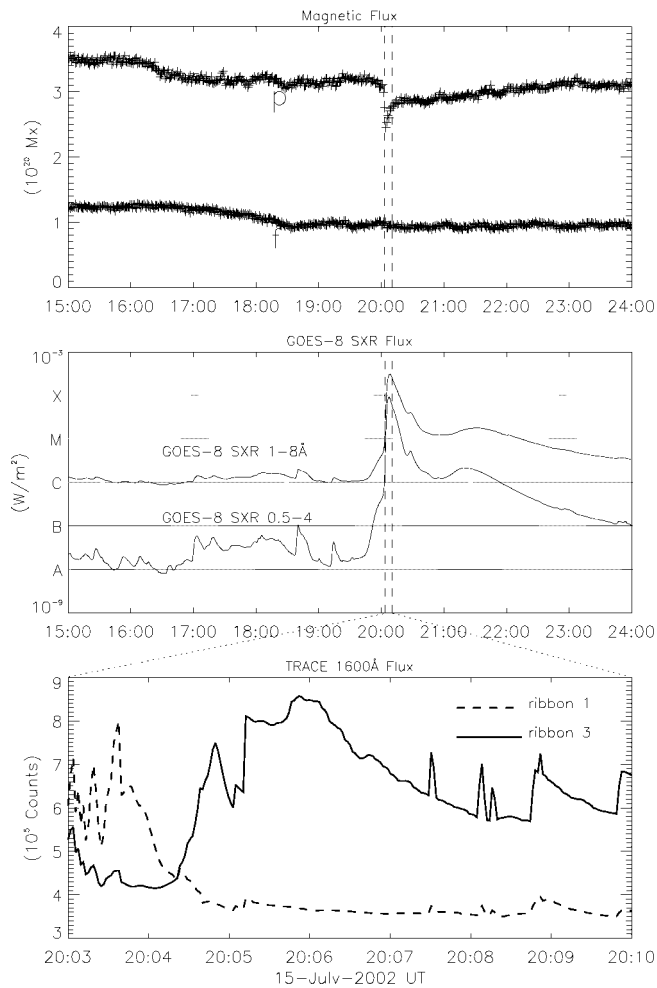 Magnetic Flux
4
3
2
1
0
(10²⁰ Mx)
p
15:00 16:00 17:00 18:00 19:00 20:00 21:00 22:00 23:00 24:00
GOES-8 SXR Flux
10⁻³
X
M
C
B
A
10⁻⁹
(W/m²)
GOES-8 SXR 1-8Å
GOES-8 SXR 0.5-4
15:00 16:00 17:00 18:00 19:00 20:00 21:00 22:00 23:00 24:00
TRACE 1600Å Flux
9
8
7
6
5
4
3
(10⁵ Counts)
ribbon 1
ribbon 3
20:03 20:04 20:05 20:06 20:07 20:08 20:09 20:10
15-July-2002 UT